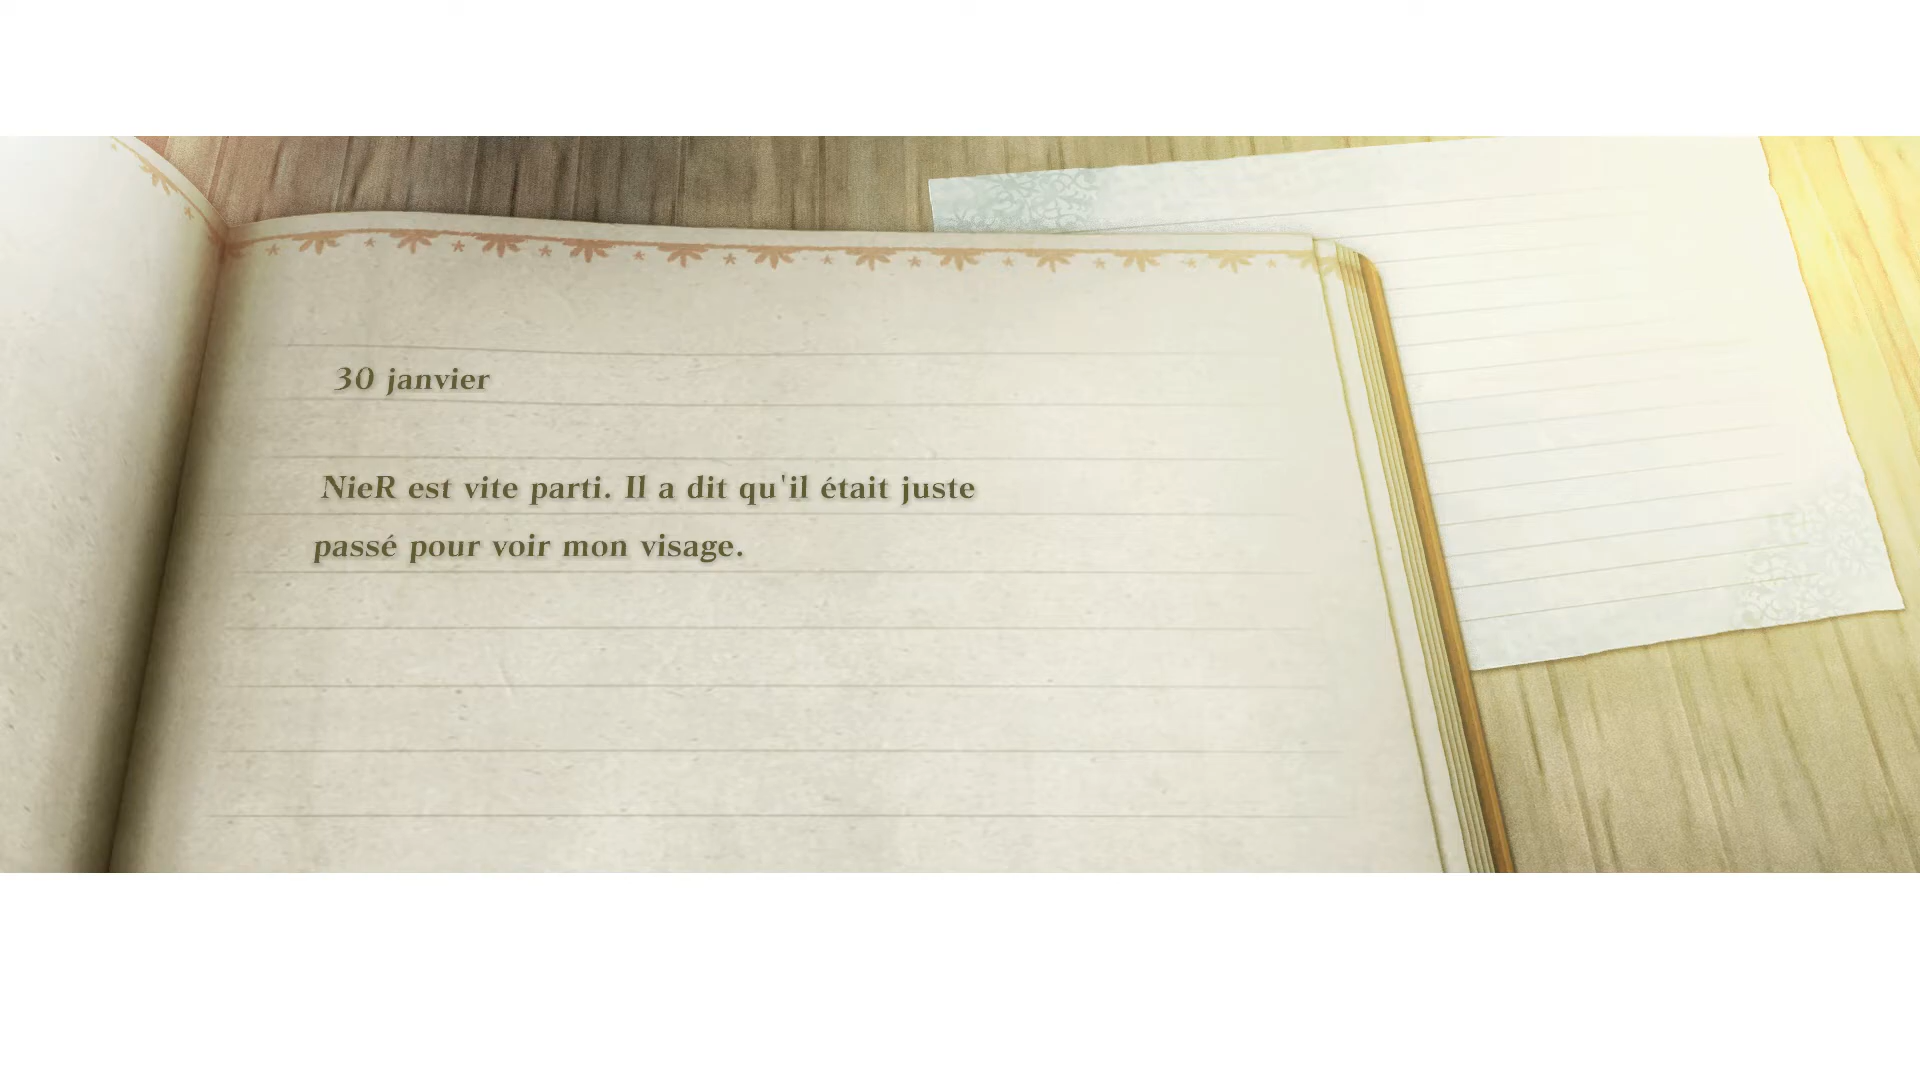 30 janvier
NieR est vite parti. Il a dit qu'il était juste
passé pour voir mon visage.